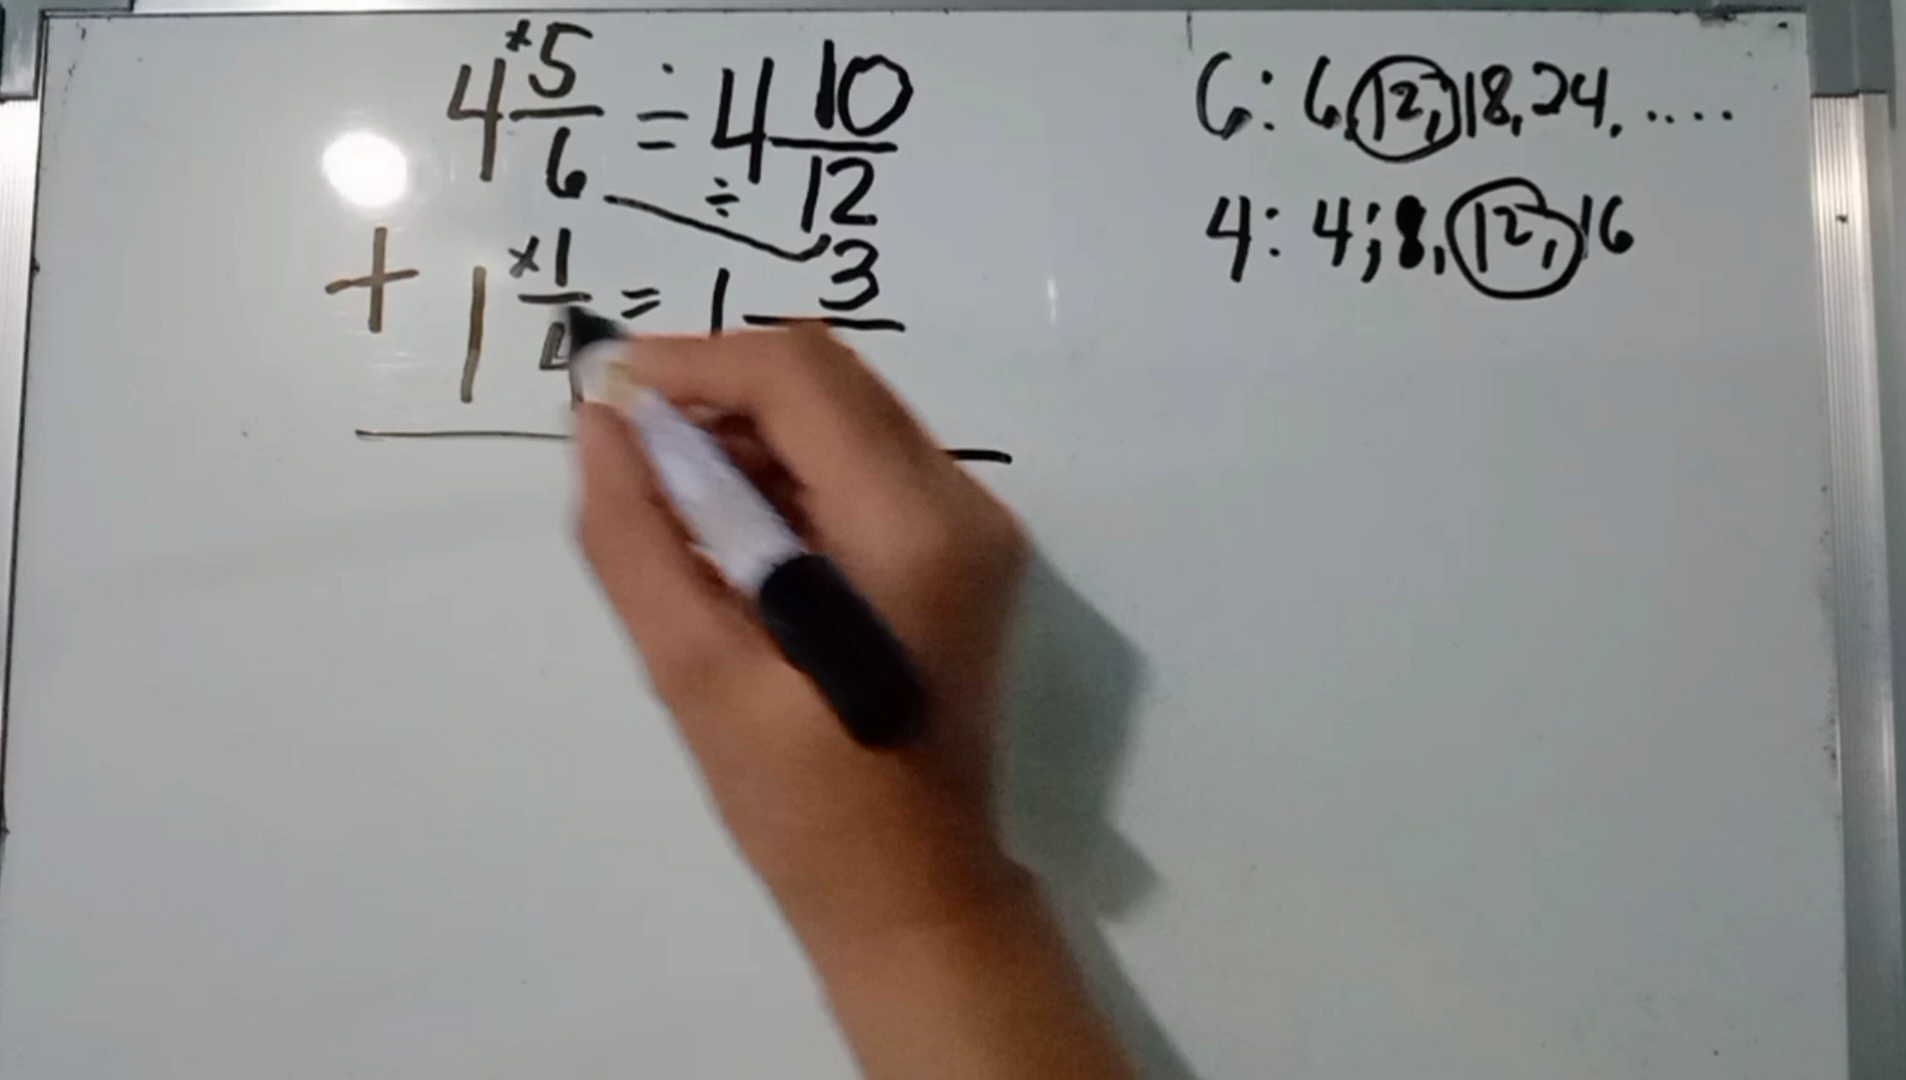 4 ×5/6 = 4 10/12
÷
+ 1 ×1/4 = 1 3/
6: 6, 12, 18, 24, .....
4: 4; 8, 12, 16